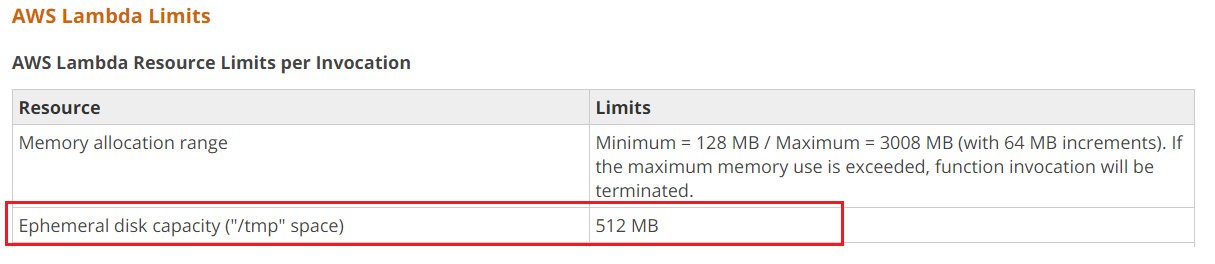 AWS Lambda Limits
AWS Lambda Resource Limits per Invocation
Resource Limits
Memory allocation range Minimum = 128 MB / Maximum = 3008 MB (with 64 MB increments). If
the maximum memory use is exceeded, function invocation will be
terminated.
Ephemeral disk capacity ("/tmp" space) 512 MB